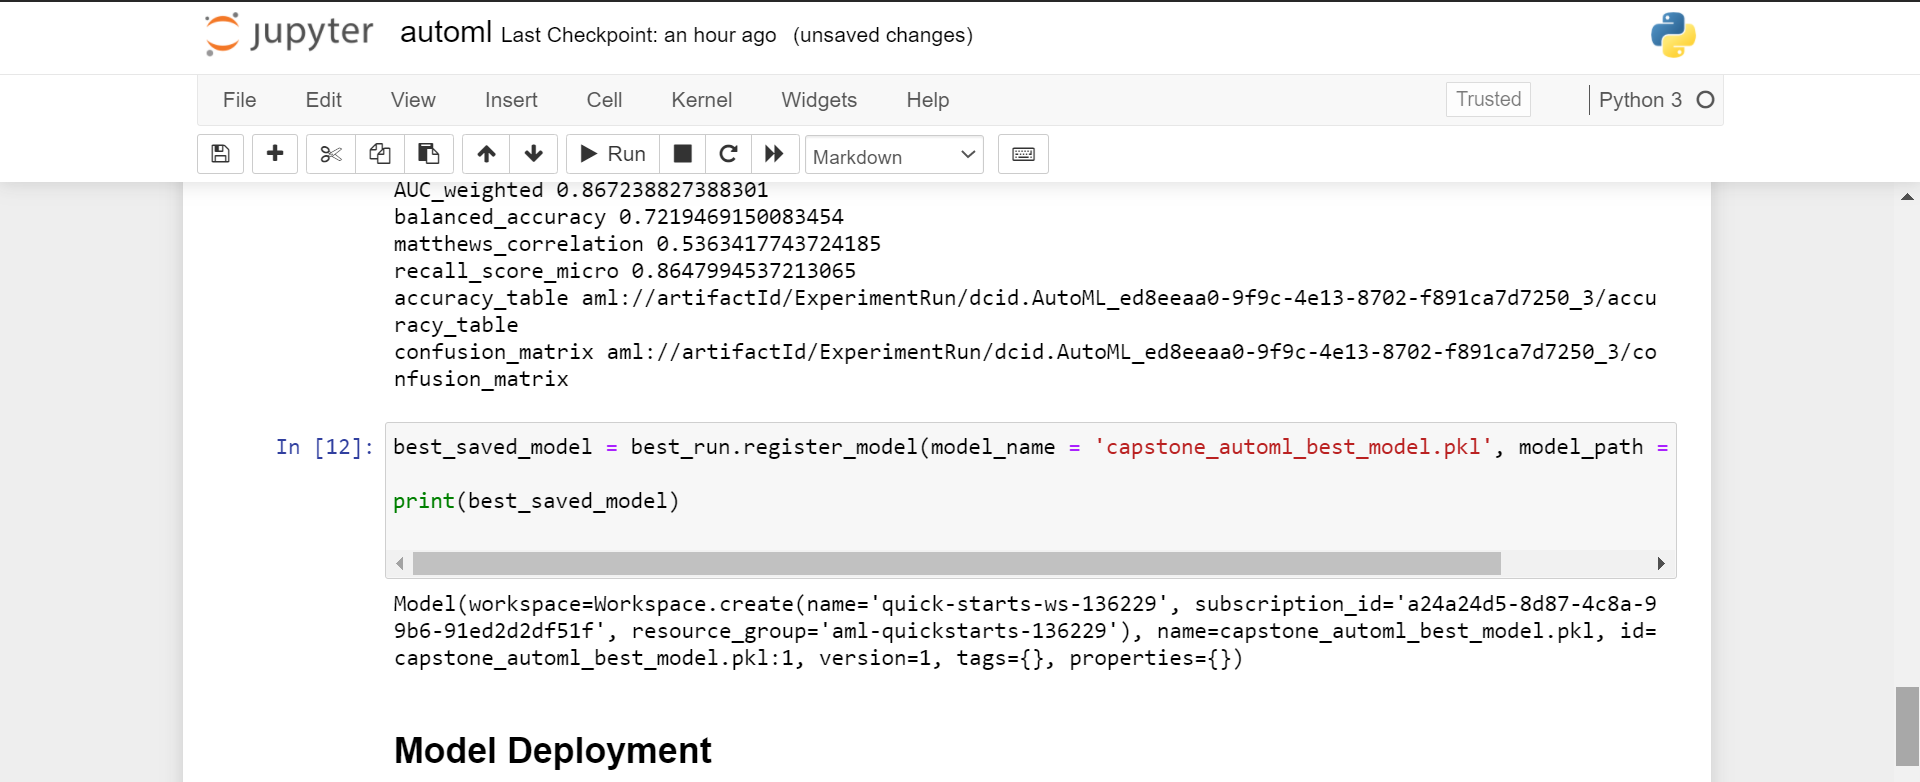 jupyter automl Last Checkpoint: an hour ago (unsaved changes)
File Edit View Insert Cell Kernel Widgets Help Trusted Python 3
Run Markdown
AUC_weighted 0.867238827388301
balanced_accuracy 0.7219469150083454
matthews_correlation 0.5363417743724185
recall_score_micro 0.8647994537213065
accuracy_table aml://artifactId/ExperimentRun/dcid.AutoML_ed8eeaa0-9f9c-4e13-8702-f891ca7d7250_3/accu
racy_table
confusion_matrix aml://artifactId/ExperimentRun/dcid.AutoML_ed8eeaa0-9f9c-4e13-8702-f891ca7d7250_3/co
nfusion_matrix
In [12]: best_saved_model = best_run.register_model(model_name = 'capstone_automl_best_model.pkl', model_path =
print(best_saved_model)
Model(workspace=Workspace.create(name='quick-starts-ws-136229', subscription_id='a24a24d5-8d87-4c8a-9
9b6-91ed2d2df51f', resource_group='aml-quickstarts-136229'), name=capstone_automl_best_model.pkl, id=
capstone_automl_best_model.pkl:1, version=1, tags={}, properties={})
Model Deployment